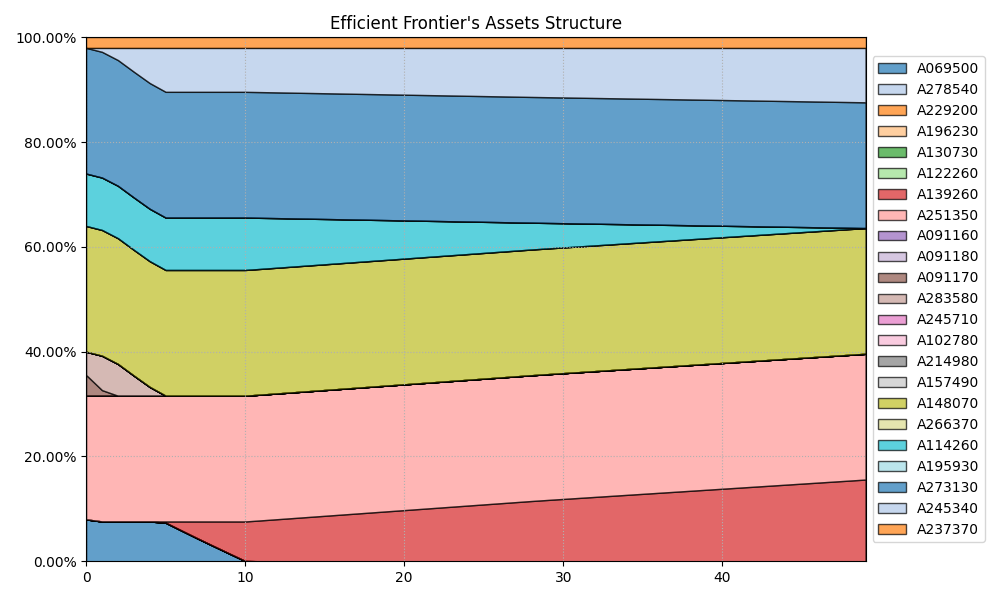 Efficient Frontier's Assets Structure
100.00%
80.00%
60.00%
40.00%
20.00%
0.00%
0
10
20
30
40
A069500
A278540
A229200
A196230
A130730
A122260
A139260
A251350
A091160
A091180
A091170
A283580
A245710
A102780
A214980
A157490
A148070
A266370
A114260
A195930
A273130
A245340
A237370